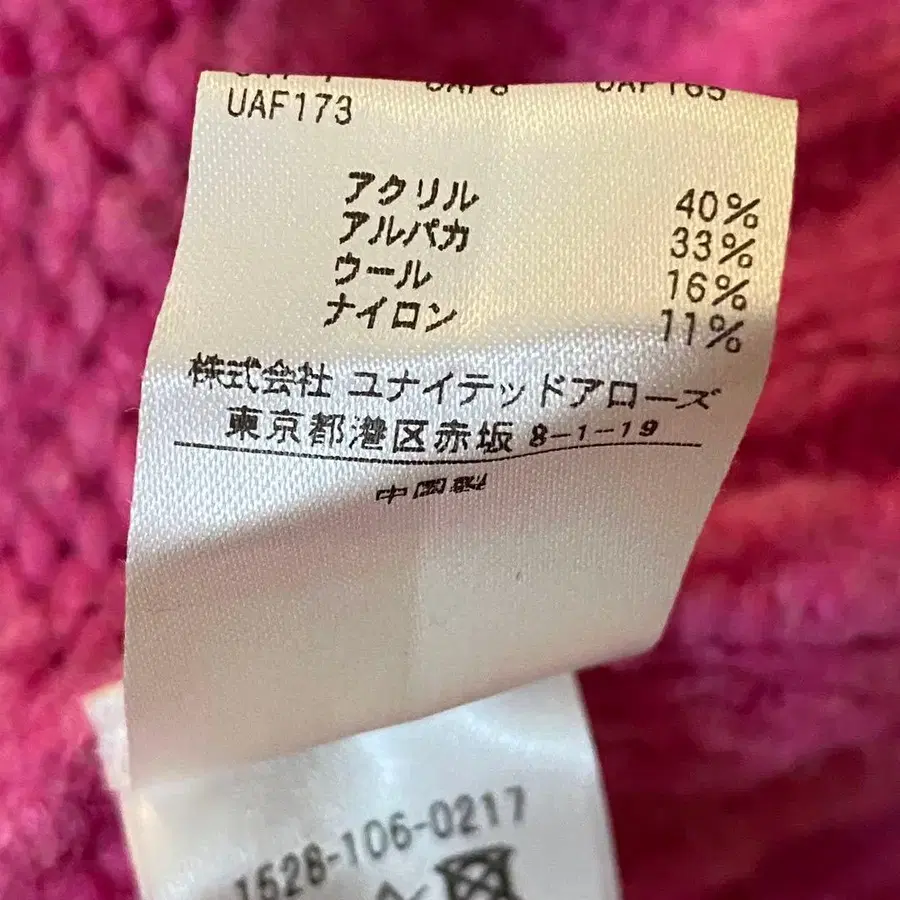 UAF165
UAF173
アクリル 40%
アルパカ 33%
ウール 16%
ナイロン 11%
株式会社 ユナイテッドアローズ
東京都港区赤坂 8-1-19
中国製
1528-106-0217